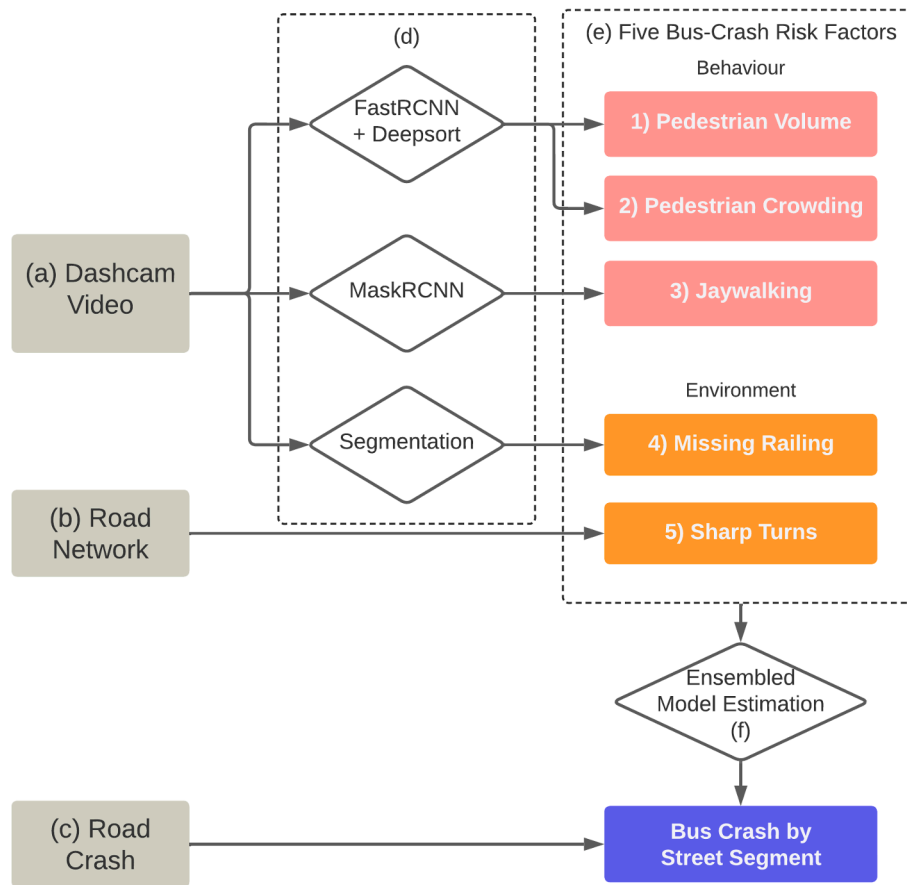 (d)
(e) Five Bus-Crash Risk Factors
Behaviour
FastRCNN
+ Deepsort
1) Pedestrian Volume
2) Pedestrian Crowding
(a) Dashcam
Video
MaskRCNN
3) Jaywalking
Environment
Segmentation
4) Missing Railing
(b) Road
Network
5) Sharp Turns
Ensembled
Model Estimation
(f)
(c) Road
Crash
Bus Crash by
Street Segment